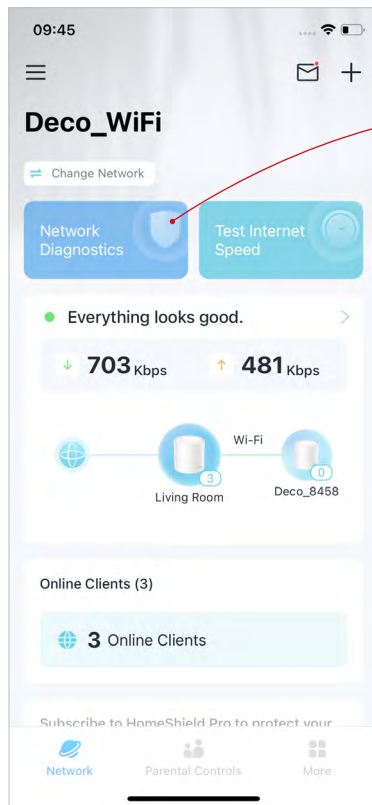 09:45
Deco_WiFi
Change Network
Network
Diagnostics
Test Internet
Speed
Everything looks good.
703 Kbps
481 Kbps
Wi-Fi
3
0
Living Room
Deco_8458
Online Clients (3)
3 Online Clients
Subscribe to HomeShield Pro to protect your
Network
Parental Controls
More